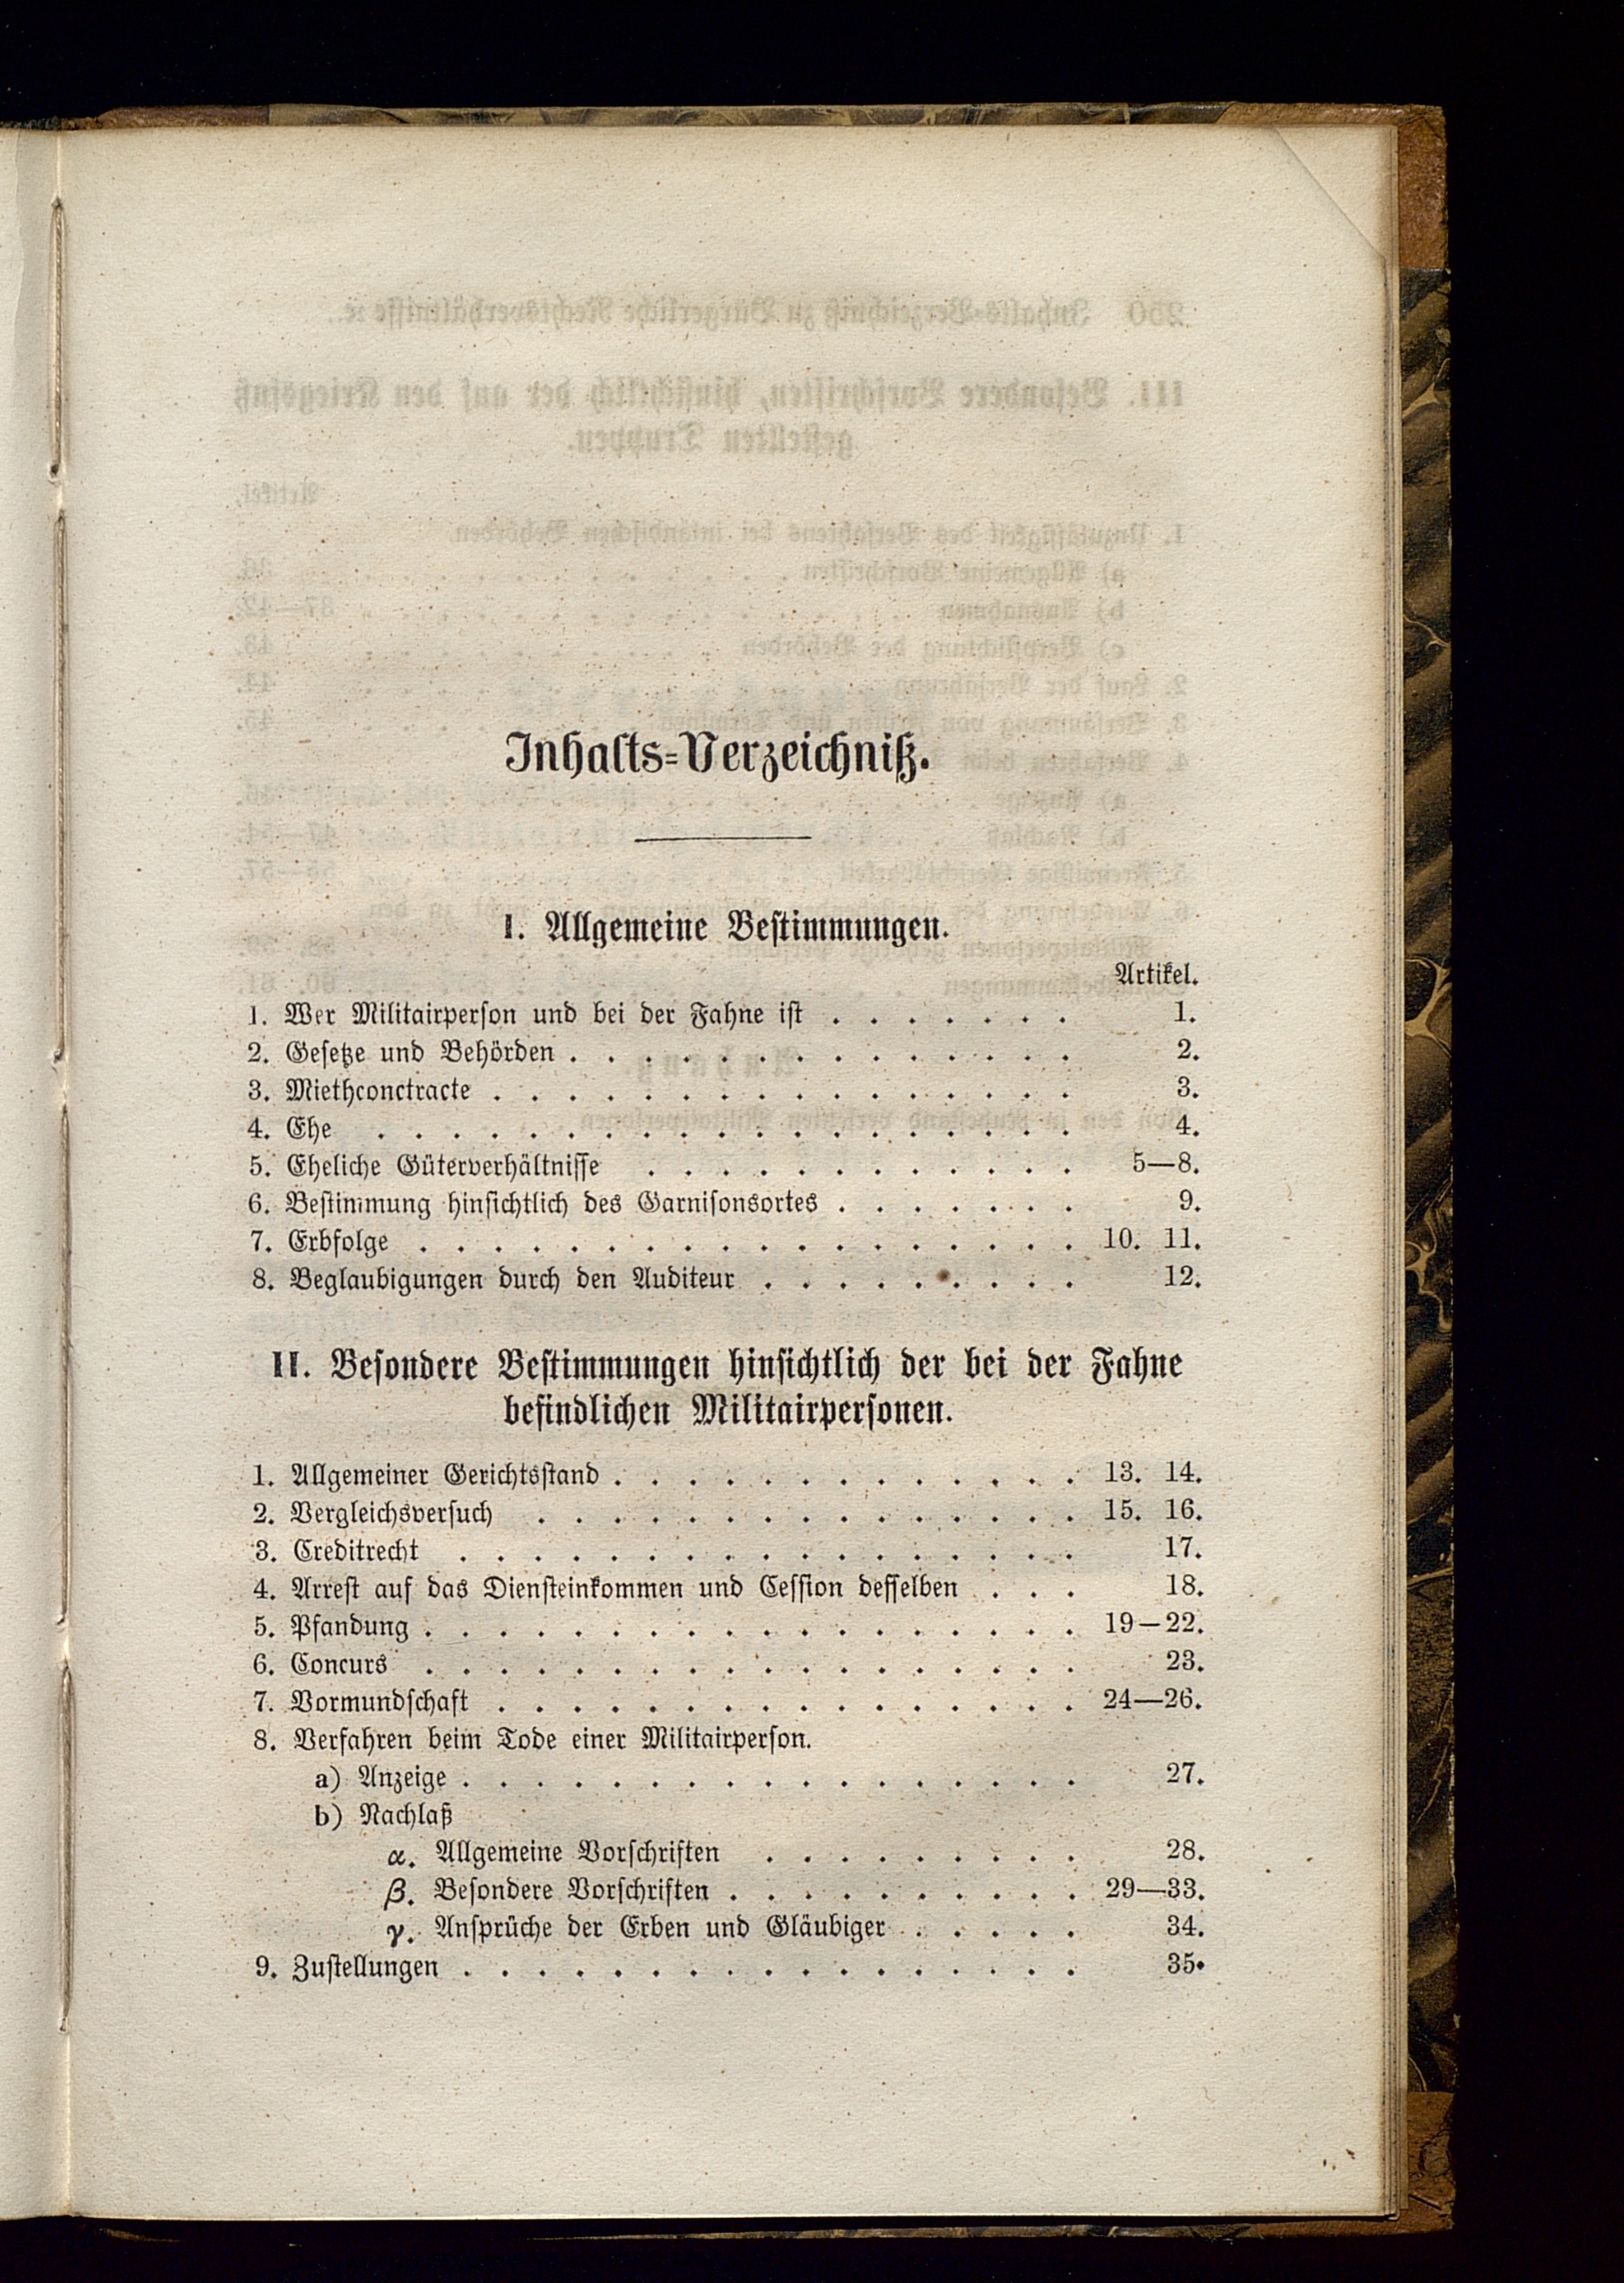 Inhalts-Verzeichniß.
I. Allgemeine Bestimmungen.
Artikel.
1. Wer Militairperson und bei der Fahne ist . . . . . . . 1.
2. Gesetze und Behörden . . . . . . . . . . . . . . 2.
3. Miethconctracte . . . . . . . . . . . . . . . . 3.
4. Ehe . . . . . . . . . . . . . . . . . . . 4.
5. Eheliche Güterverhältnisse . . . . . . . . . . . . 5—8.
6. Bestimmung hinsichtlich des Garnisonsortes . . . . . . . 9.
7. Erbfolge . . . . . . . . . . . . . . . . . . 10. 11.
8. Beglaubigungen durch den Auditeur . . . . . . . . . 12.
II. Besondere Bestimmungen hinsichtlich der bei der Fahne
befindlichen Militairpersonen.
1. Allgemeiner Gerichtsstand . . . . . . . . . . . . . 13. 14.
2. Vergleichsversuch . . . . . . . . . . . . . . . 15. 16.
3. Creditrecht . . . . . . . . . . . . . . . . . 17.
4. Arrest auf das Diensteinkommen und Cession desselben . . . 18.
5. Pfandung . . . . . . . . . . . . . . . . . . 19—22.
6. Concurs . . . . . . . . . . . . . . . . . . 23.
7. Vormundschaft . . . . . . . . . . . . . . . . 24—26.
8. Verfahren beim Tode einer Militairperson.
a) Anzeige . . . . . . . . . . . . . . . . . 27.
b) Nachlaß
α. Allgemeine Vorschriften . . . . . . . . . 28.
β. Besondere Vorschriften . . . . . . . . . . 29—33.
γ. Ansprüche der Erben und Gläubiger . . . . . 34.
9. Zustellungen . . . . . . . . . . . . . . . . . 35.